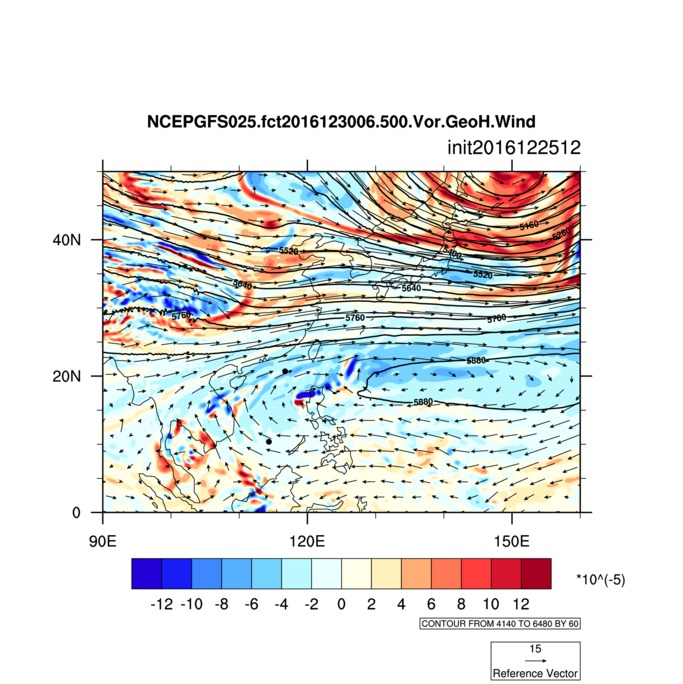 NCEPGFS025.fct2016123006.500.Vor.GeoH.Wind
init2016122512
5160
5280
40N
5520
5400
5520
5640
5640
5760
5760
5760
5880
20N
5880
0
90E 120E 150E
-12 -10 -8 -6 -4 -2 0 2 4 6 8 10 12
*10^(-5)
CONTOUR FROM 4140 TO 6480 BY 60
15
Reference Vector